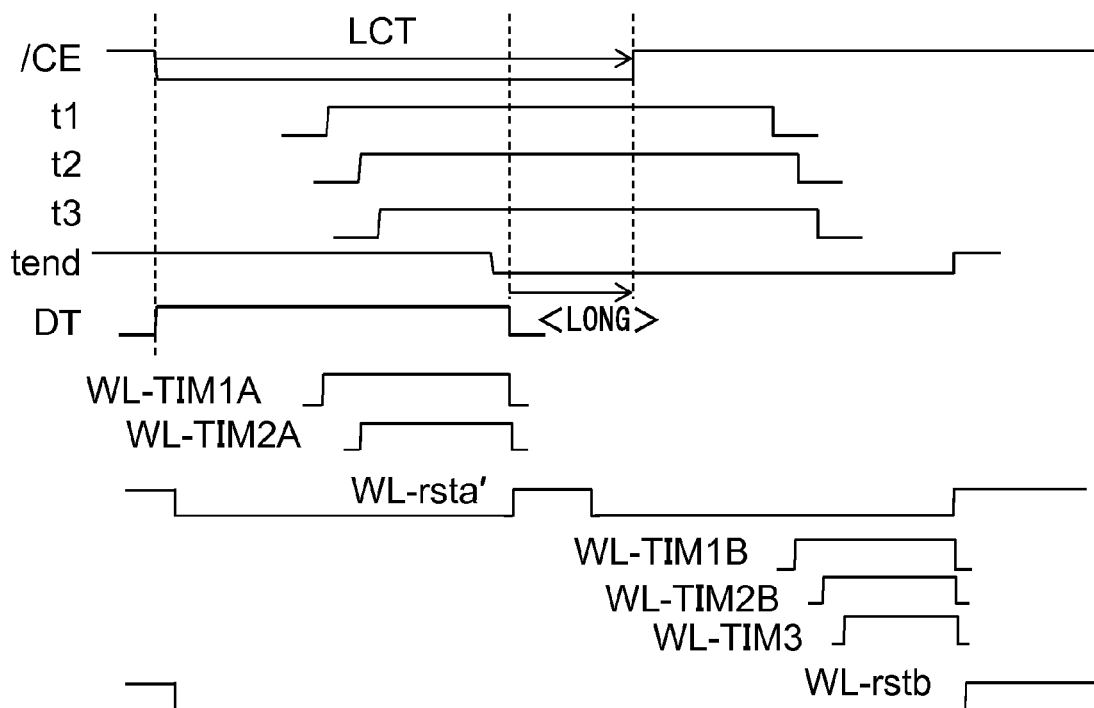 LCT
/CE
t1
t2
t3
tend
DT
<LONG>
WL-TIM1A
WL-TIM2A
WL-rsta'
WL-TIM1B
WL-TIM2B
WL-TIM3
WL-rstb